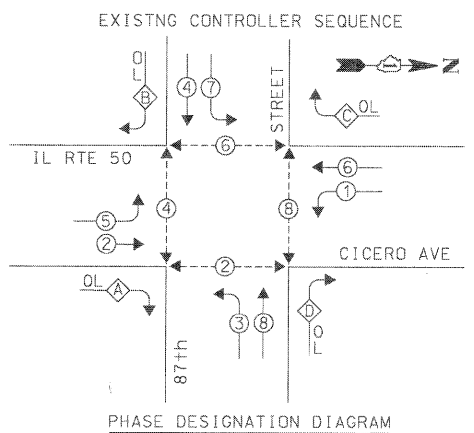 EXISTNG CONTROLLER SEQUENCE
OL
B
4
7
STREET
N
C
OL
6
IL RTE 50
6
1
5
4
8
2
CICERO AVE
2
OL
A
3
8
D
OL
87th
PHASE DESIGNATION DIAGRAM